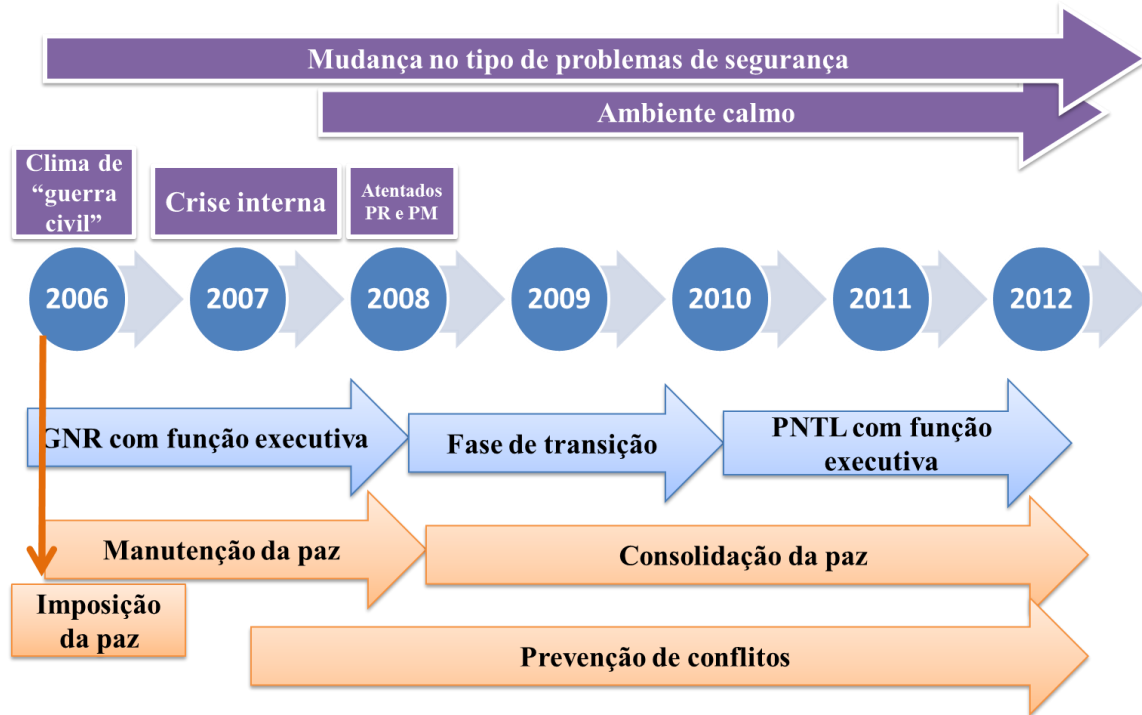 Mudança no tipo de problemas de segurança
Ambiente calmo
Clima de
“guerra
civil”
Crise interna
Atentados
PR e PM
2006
2007
2008
2009
2010
2011
2012
GNR com função executiva
Fase de transição
PNTL com função
executiva
Manutenção da paz
Consolidação da paz
Imposição
da paz
Prevenção de conflitos